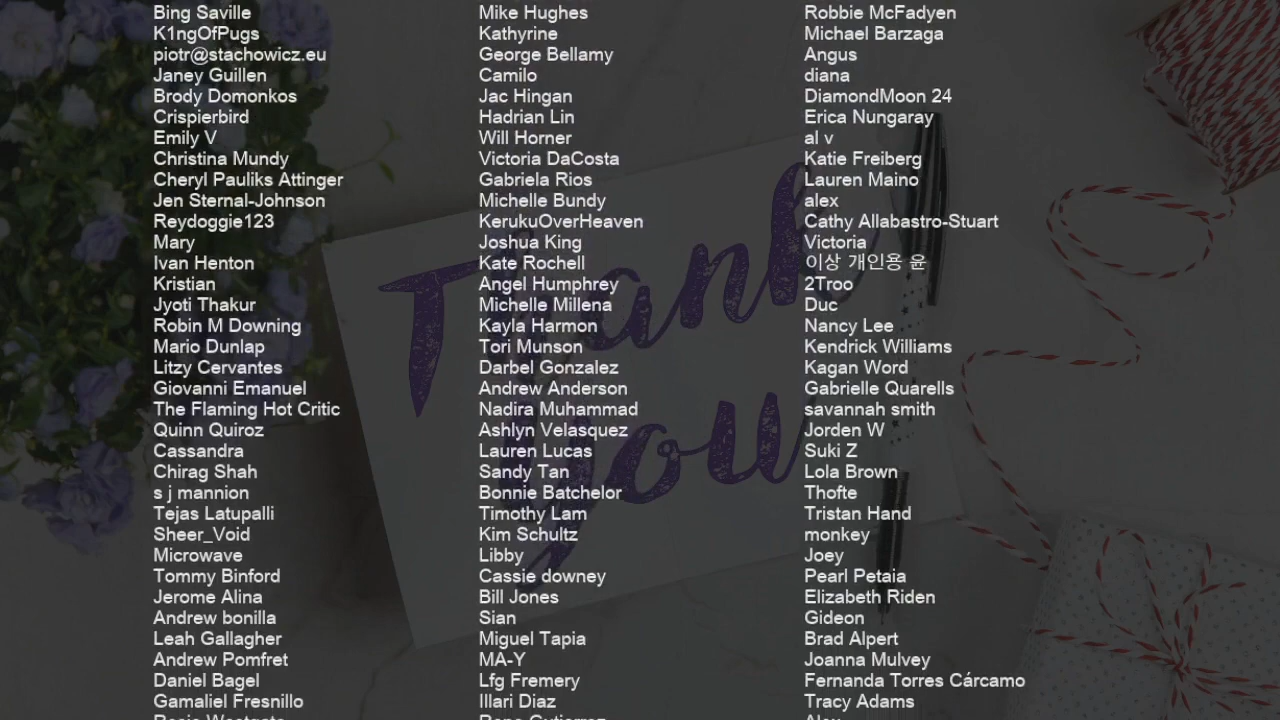 Bing Saville
K1ngOfPugs
piotr@stachowicz.eu
Janey Guillen
Brody Domonkos
Crispierbird
Emily V
Christina Mundy
Cheryl Pauliks Attinger
Jen Sternal-Johnson
Reydoggie123
Mary
Ivan Henton
Kristian
Jyoti Thakur
Robin M Downing
Mario Dunlap
Litzy Cervantes
Giovanni Emanuel
The Flaming Hot Critic
Quinn Quiroz
Cassandra
Chirag Shah
s j mannion
Tejas Latupalli
Sheer_Void
Microwave
Tommy Binford
Jerome Alina
Andrew bonilla
Leah Gallagher
Andrew Pomfret
Daniel Bagel
Gamaliel Fresnillo
Mike Hughes
Kathyrine
George Bellamy
Camilo
Jac Hingan
Hadrian Lin
Will Horner
Victoria DaCosta
Gabriela Rios
Michelle Bundy
KerukuOverHeaven
Joshua King
Kate Rochell
Angel Humphrey
Michelle Millena
Kayla Harmon
Tori Munson
Darbel Gonzalez
Andrew Anderson
Nadira Muhammad
Ashlyn Velasquez
Lauren Lucas
Sandy Tan
Bonnie Batchelor
Timothy Lam
Kim Schultz
Libby
Cassie downey
Bill Jones
Sian
Miguel Tapia
MA-Y
Lfg Fremery
Illari Diaz
Robbie McFadyen
Michael Barzaga
Angus
diana
DiamondMoon 24
Erica Nungaray
al v
Katie Freiberg
Lauren Maino
alex
Cathy Allabastro-Stuart
Victoria
이상 개인용 윤
2Troo
Duc
Nancy Lee
Kendrick Williams
Kagan Word
Gabrielle Quarells
savannah smith
Jorden W
Suki Z
Lola Brown
Thofte
Tristan Hand
monkey
Joey
Pearl Petaia
Elizabeth Riden
Gideon
Brad Alpert
Joanna Mulvey
Fernanda Torres Cárcamo
Tracy Adams
Thank
you